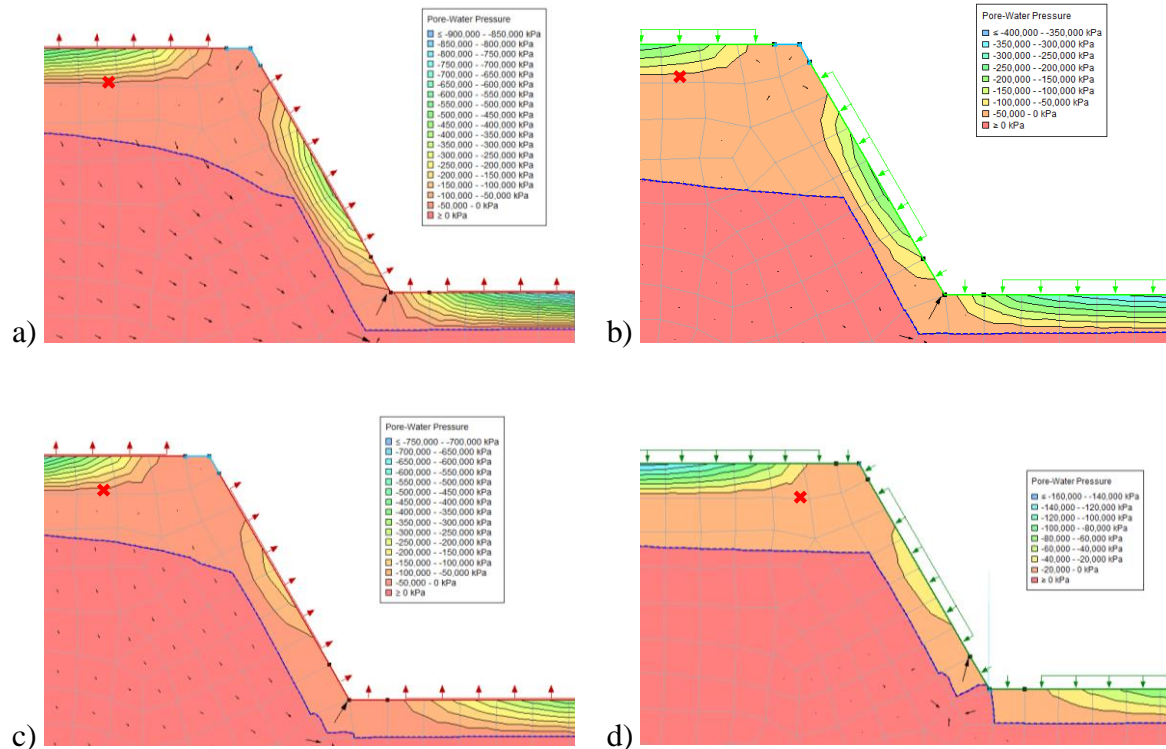 Pore-Water Pressure
≤ -900,000 - -850,000 kPa
-850,000 - -800,000 kPa
-800,000 - -750,000 kPa
-750,000 - -700,000 kPa
-700,000 - -650,000 kPa
-650,000 - -600,000 kPa
-600,000 - -550,000 kPa
-550,000 - -500,000 kPa
-500,000 - -450,000 kPa
-450,000 - -400,000 kPa
-400,000 - -350,000 kPa
-350,000 - -300,000 kPa
-300,000 - -250,000 kPa
-250,000 - -200,000 kPa
-200,000 - -150,000 kPa
-150,000 - -100,000 kPa
-100,000 - -50,000 kPa
-50,000 - 0 kPa
≥ 0 kPa
a)
Pore-Water Pressure
≤ -400,000 - -350,000 kPa
-350,000 - -300,000 kPa
-300,000 - -250,000 kPa
-250,000 - -200,000 kPa
-200,000 - -150,000 kPa
-150,000 - -100,000 kPa
-100,000 - -50,000 kPa
-50,000 - 0 kPa
≥ 0 kPa
b)
Pore-Water Pressure
≤ -750,000 - -700,000 kPa
-700,000 - -650,000 kPa
-650,000 - -600,000 kPa
-600,000 - -550,000 kPa
-550,000 - -500,000 kPa
-500,000 - -450,000 kPa
-450,000 - -400,000 kPa
-400,000 - -350,000 kPa
-350,000 - -300,000 kPa
-300,000 - -250,000 kPa
-250,000 - -200,000 kPa
-200,000 - -150,000 kPa
-150,000 - -100,000 kPa
-100,000 - -50,000 kPa
-50,000 - 0 kPa
≥ 0 kPa
c)
Pore-Water Pressure
≤ -160,000 - -140,000 kPa
-140,000 - -120,000 kPa
-120,000 - -100,000 kPa
-100,000 - -80,000 kPa
-80,000 - -60,000 kPa
-60,000 - -40,000 kPa
-40,000 - -20,000 kPa
-20,000 - 0 kPa
≥ 0 kPa
d)